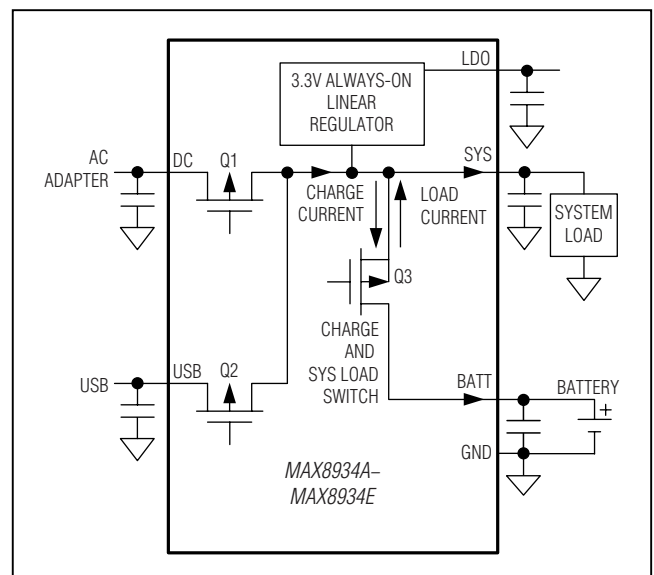 3.3V ALWAYS-ON
LINEAR
REGULATOR
LDO
AC
ADAPTER
DC
Q1
SYS
CHARGE
CURRENT
LOAD
CURRENT
SYSTEM
LOAD
Q3
CHARGE
AND
SYS LOAD
SWITCH
USB
USB
Q2
BATT
BATTERY
+
GND
MAX8934A–
MAX8934E